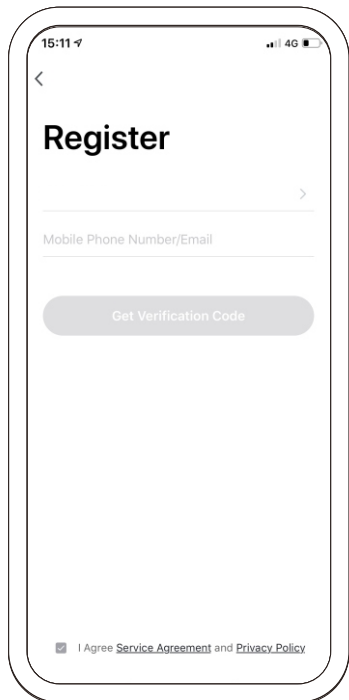 15:11 4G
Register
Mobile Phone Number/Email
Get Verification Code
I Agree Service Agreement and Privacy Policy